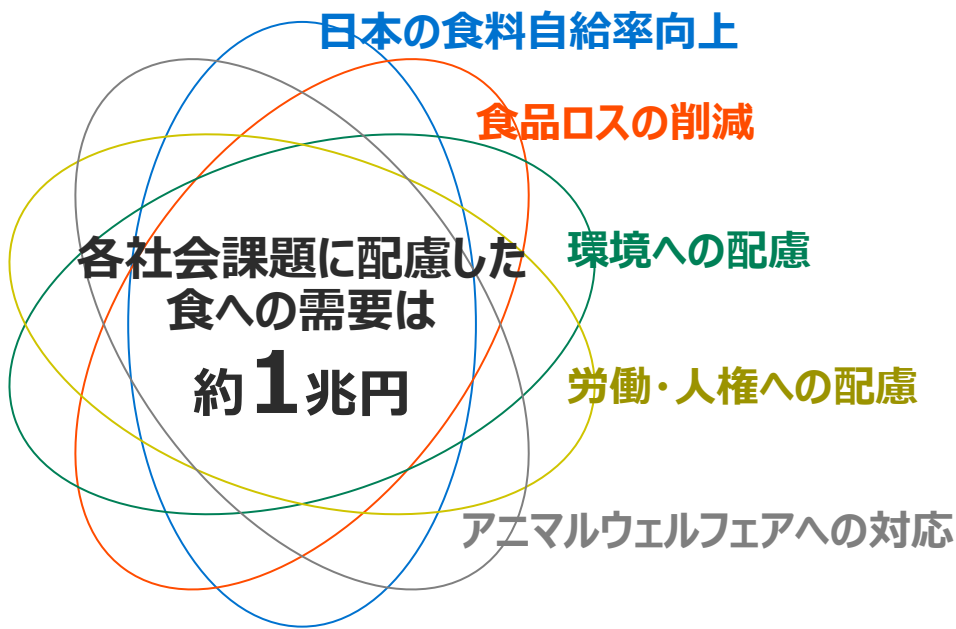 日本の食料自給率向上
食品ロスの削減
環境への配慮
各社会課題に配慮した
食への需要は
約1兆円
労働・人権への配慮
アニマルウェルフェアへの対応